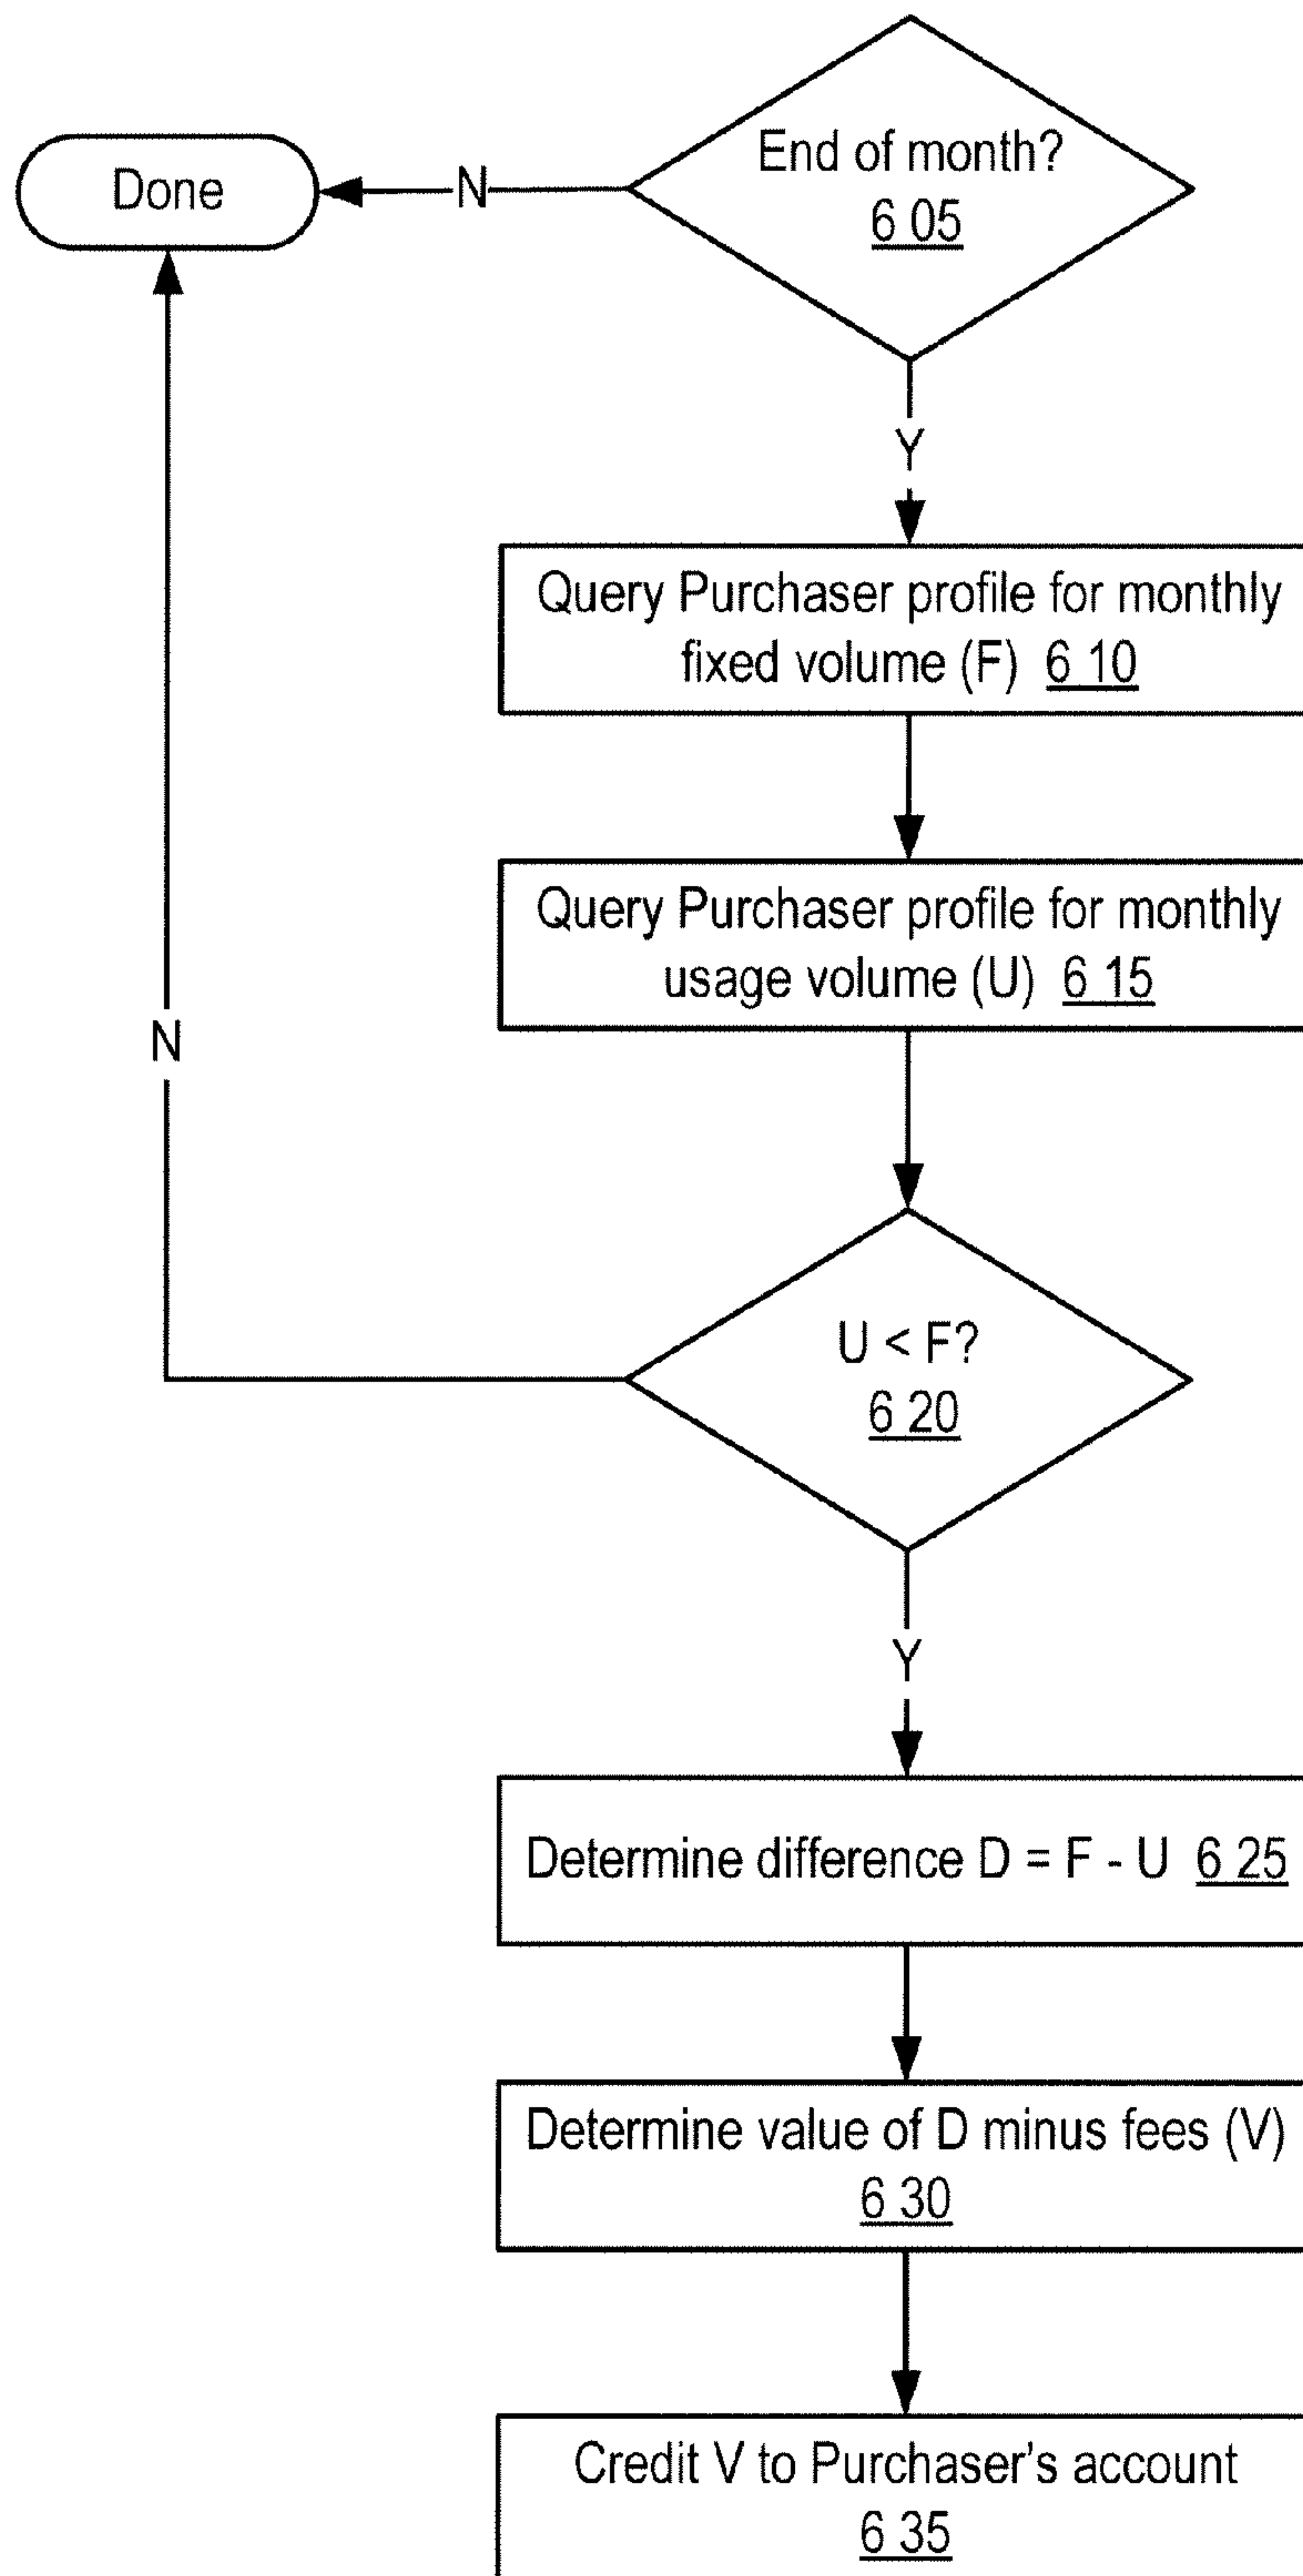 End of month?
6 05
Done
N
Y
Query Purchaser profile for monthly
fixed volume (F) 6 10
Query Purchaser profile for monthly
usage volume (U) 6 15
N
U < F?
6 20
Y
Determine difference D = F - U 6 25
Determine value of D minus fees (V)
6 30
Credit V to Purchaser's account
6 35